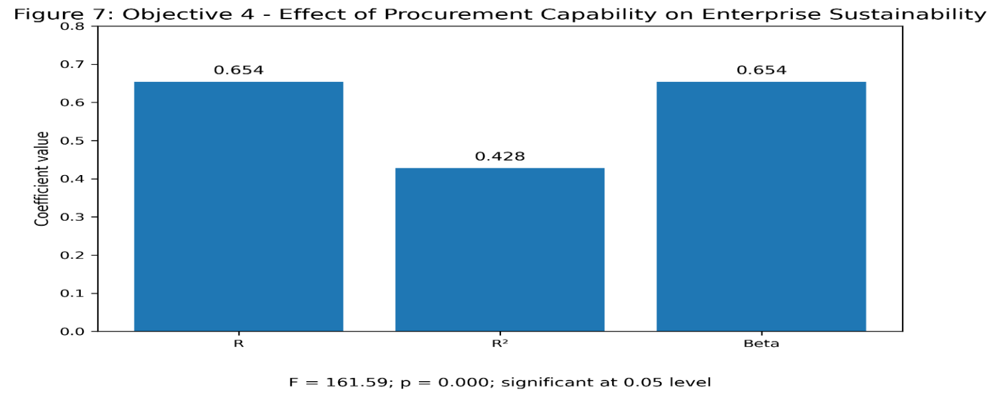 Figure 7: Objective 4 - Effect of Procurement Capability on Enterprise Sustainability
0.8
0.7
0.6
0.5
0.4
0.3
0.2
0.1
0.0
Coefficient value
0.654
0.428
0.654
R
R²
Beta
F = 161.59; p = 0.000; significant at 0.05 level